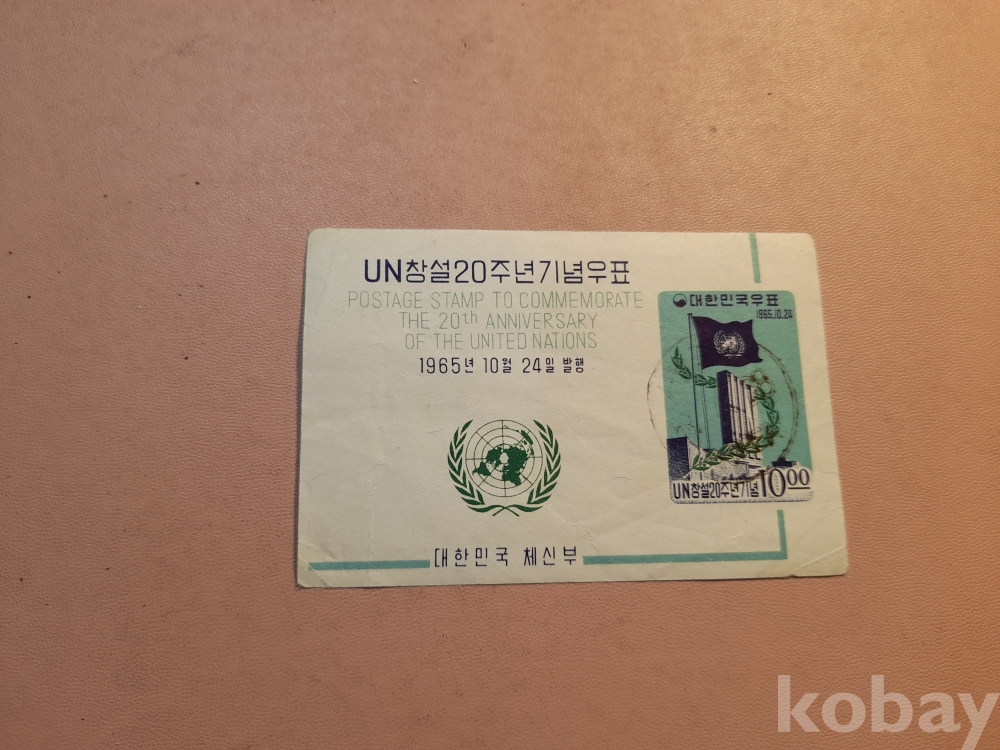 UN창설20주년기념우표
POSTAGE STAMP TO COMMEMORATE
THE 20th ANNIVERSARY
OF THE UNITED NATIONS
1965년 10월 24일 발행
대한민국 체신부
대한민국우표
1965.10.24
UN창설20주년기념 10.00
kobay